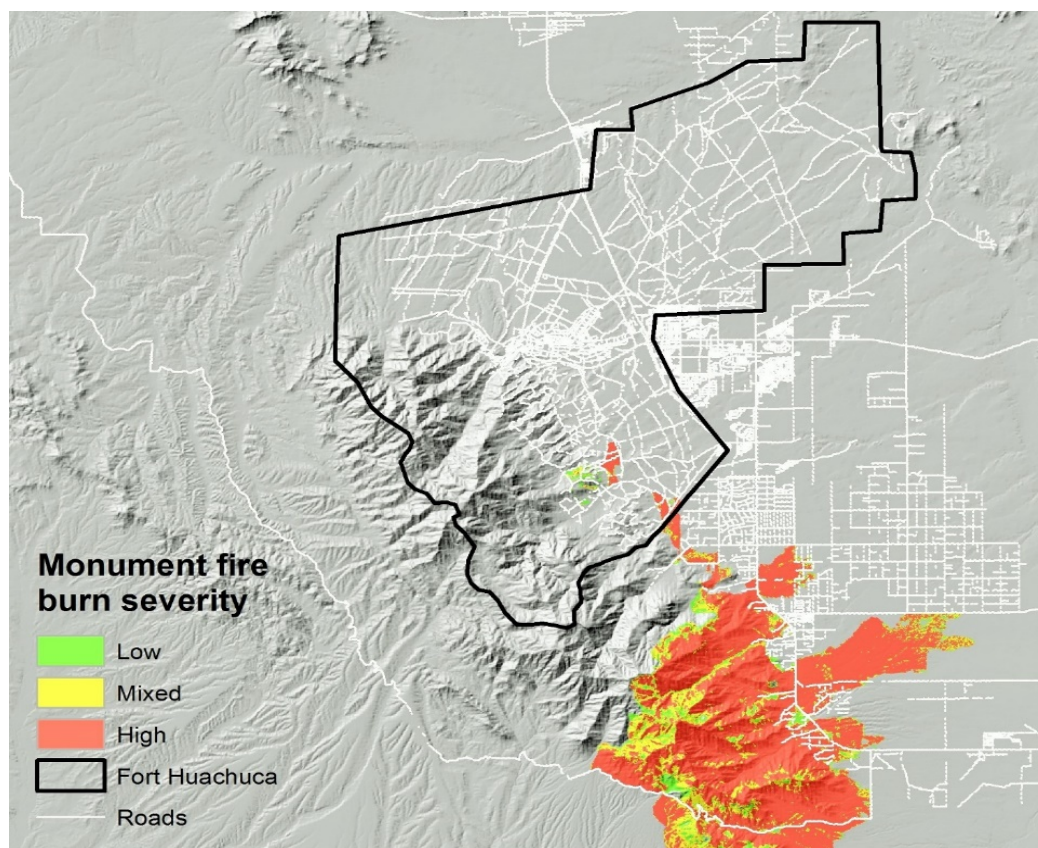 Monument fire
burn severity
Low
Mixed
High
Fort Huachuca
Roads